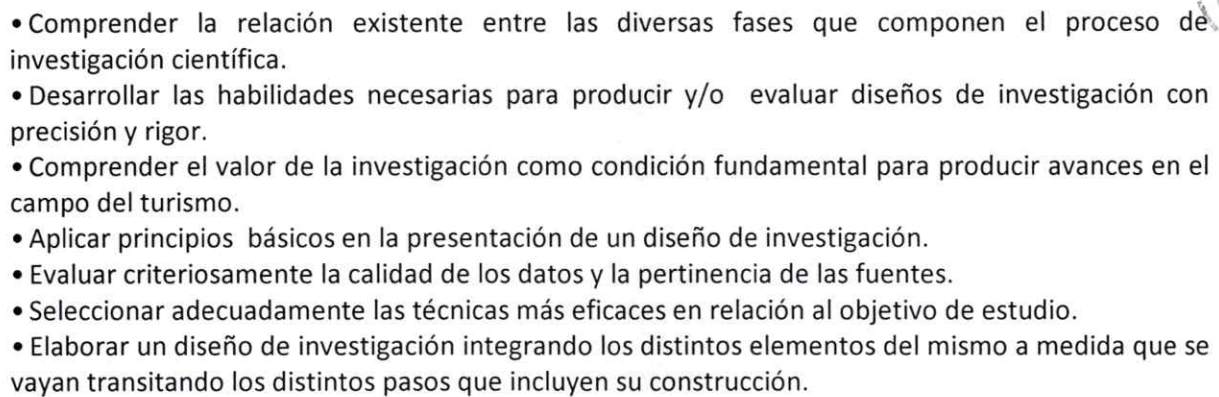 • Comprender la relación existente entre las diversas fases que componen el proceso de
investigación científica.
• Desarrollar las habilidades necesarias para producir y/o evaluar diseños de investigación con
precisión y rigor.
• Comprender el valor de la investigación como condición fundamental para producir avances en el
campo del turismo.
• Aplicar principios básicos en la presentación de un diseño de investigación.
• Evaluar criteriosamente la calidad de los datos y la pertinencia de las fuentes.
• Seleccionar adecuadamente las técnicas más eficaces en relación al objetivo de estudio.
• Elaborar un diseño de investigación integrando los distintos elementos del mismo a medida que se
vayan transitando los distintos pasos que incluyen su construcción.